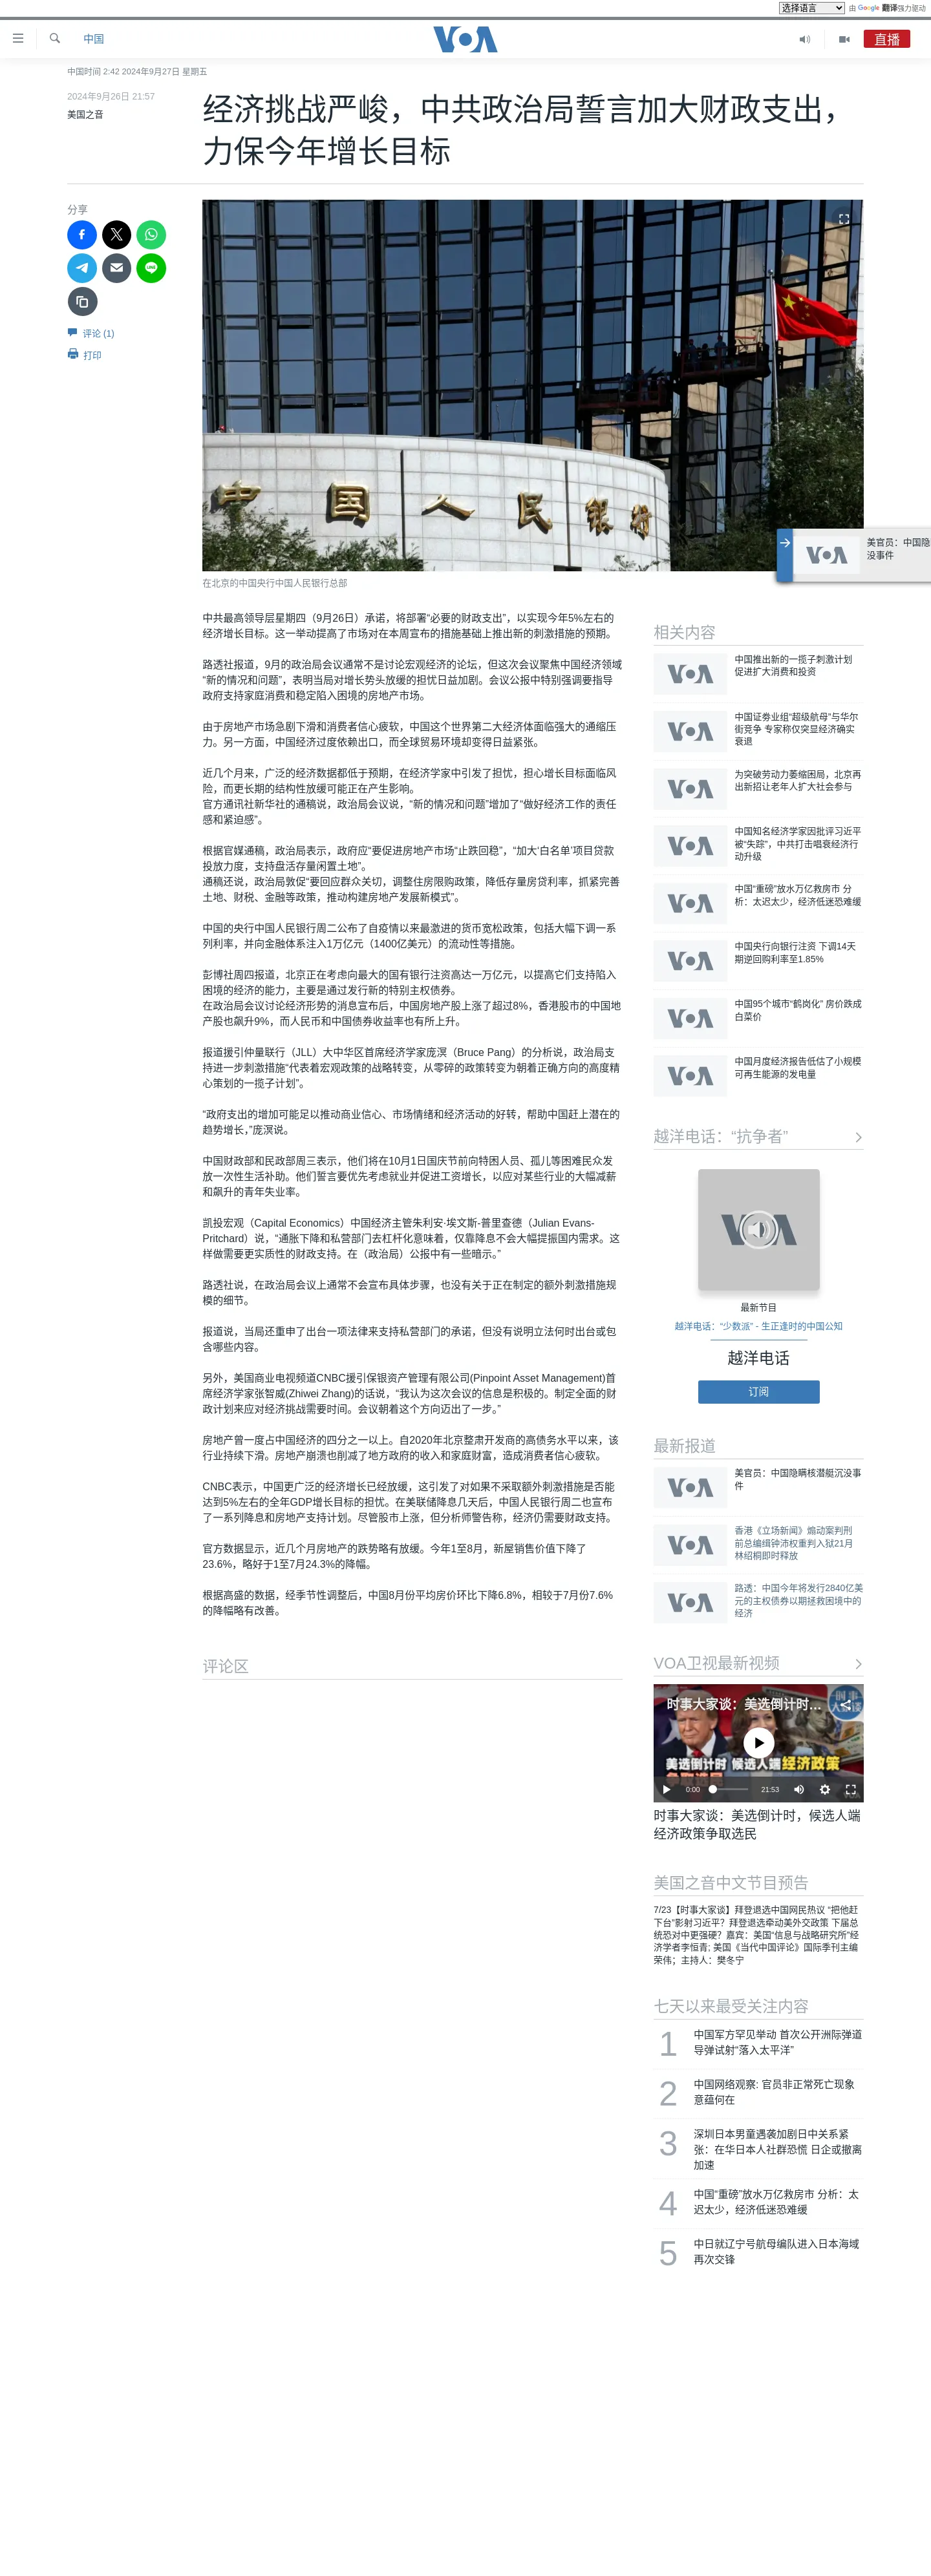 选择语言 由 Google 翻译强力驱动
中国
VOA
直播
中国时间 2:42 2024年9月27日 星期五
2024年9月26日 21:57
美国之音
经济挑战严峻，中共政治局誓言加大财政支出，
力保今年增长目标
分享
评论 (1)
打印
中国人民银行
在北京的中国央行中国人民银行总部
VOA
美官员：中国隐
没事件
中共最高领导层星期四（9月26日）承诺，将部署“必要的财政支出”，以实现今年5%左右的
经济增长目标。这一举动提高了市场对在本周宣布的措施基础上推出新的刺激措施的预期。
路透社报道，9月的政治局会议通常不是讨论宏观经济的论坛，但这次会议聚焦中国经济领域
“新的情况和问题”，表明当局对增长势头放缓的担忧日益加剧。会议公报中特别强调要指导
政府支持家庭消费和稳定陷入困境的房地产市场。
由于房地产市场急剧下滑和消费者信心疲软，中国这个世界第二大经济体面临强大的通缩压
力。另一方面，中国经济过度依赖出口，而全球贸易环境却变得日益紧张。
近几个月来，广泛的经济数据都低于预期，在经济学家中引发了担忧，担心增长目标面临风
险，而更长期的结构性放缓可能正在产生影响。
官方通讯社新华社的通稿说，政治局会议说，“新的情况和问题”增加了“做好经济工作的责任
感和紧迫感”。
根据官媒通稿，政治局表示，政府应“要促进房地产市场“止跌回稳”，“加大‘白名单’项目贷款
投放力度，支持盘活存量闲置土地”。
通稿还说，政治局敦促“要回应群众关切，调整住房限购政策，降低存量房贷利率，抓紧完善
土地、财税、金融等政策，推动构建房地产发展新模式”。
中国的央行中国人民银行周二公布了自疫情以来最激进的货币宽松政策，包括大幅下调一系
列利率，并向金融体系注入1万亿元（1400亿美元）的流动性等措施。
彭博社周四报道，北京正在考虑向最大的国有银行注资高达一万亿元，以提高它们支持陷入
困境的经济的能力，主要是通过发行新的特别主权债券。
在政治局会议讨论经济形势的消息宣布后，中国房地产股上涨了超过8%，香港股市的中国地
产股也飙升9%，而人民币和中国债券收益率也有所上升。
报道援引仲量联行（JLL）大中华区首席经济学家庞溟（Bruce Pang）的分析说，政治局支
持进一步刺激措施“代表着宏观政策的战略转变，从零碎的政策转变为朝着正确方向的高度精
心策划的一揽子计划”。
“政府支出的增加可能足以推动商业信心、市场情绪和经济活动的好转，帮助中国赶上潜在的
趋势增长，”庞溟说。
中国财政部和民政部周三表示，他们将在10月1日国庆节前向特困人员、孤儿等困难民众发
放一次性生活补助。他们誓言要优先考虑就业并促进工资增长，以应对某些行业的大幅减薪
和飙升的青年失业率。
凯投宏观（Capital Economics）中国经济主管朱利安·埃文斯-普里查德（Julian Evans-
Pritchard）说，“通胀下降和私营部门去杠杆化意味着，仅靠降息不会大幅提振国内需求。这
样做需要更实质性的财政支持。在（政治局）公报中有一些暗示。”
路透社说，在政治局会议上通常不会宣布具体步骤，也没有关于正在制定的额外刺激措施规
模的细节。
报道说，当局还重申了出台一项法律来支持私营部门的承诺，但没有说明立法何时出台或包
含哪些内容。
另外，美国商业电视频道CNBC援引保银资产管理有限公司(Pinpoint Asset Management)首
席经济学家张智威(Zhiwei Zhang)的话说，“我认为这次会议的信息是积极的。制定全面的财
政计划来应对经济挑战需要时间。会议朝着这个方向迈出了一步。”
房地产曾一度占中国经济的四分之一以上。自2020年北京整肃开发商的高债务水平以来，该
行业持续下滑。房地产崩溃也削减了地方政府的收入和家庭财富，造成消费者信心疲软。
CNBC表示，中国更广泛的经济增长已经放缓，这引发了对如果不采取额外刺激措施是否能
达到5%左右的全年GDP增长目标的担忧。在美联储降息几天后，中国人民银行周二也宣布
了一系列降息和房地产支持计划。尽管股市上涨，但分析师警告称，经济仍需要财政支持。
官方数据显示，近几个月房地产的跌势略有放缓。今年1至8月，新屋销售价值下降了
23.6%，略好于1至7月24.3%的降幅。
根据高盛的数据，经季节性调整后，中国8月份平均房价环比下降6.8%，相较于7月份7.6%
的降幅略有改善。
评论区
相关内容
VOA
中国推出新的一揽子刺激计划
促进扩大消费和投资
VOA
中国证劵业组“超级航母”与华尔
街竞争 专家称仅突显经济确实
衰退
VOA
为突破劳动力萎缩困局，北京再
出新招让老年人扩大社会参与
VOA
中国知名经济学家因批评习近平
被“失踪”，中共打击唱衰经济行
动升级
VOA
中国“重磅”放水万亿救房市 分
析：太迟太少，经济低迷恐难缓
VOA
中国央行向银行注资 下调14天
期逆回购利率至1.85%
VOA
中国95个城市“鹤岗化” 房价跌成
白菜价
VOA
中国月度经济报告低估了小规模
可再生能源的发电量
越洋电话：“抗争者”
VOA
最新节目
越洋电话：“少数派” - 生正逢时的中国公知
越洋电话
订阅
最新报道
VOA
美官员：中国隐瞒核潜艇沉没事
件
VOA
香港《立场新闻》煽动案判刑
前总编缉钟沛权重判入狱21月
林绍桐即时释放
VOA
路透：中国今年将发行2840亿美
元的主权债券以期拯救困境中的
经济
VOA卫视最新视频
时事大家谈：美选倒计时...
美选倒计时 候选人端经济政策
争取选民
0:00 21:53
时事大家谈：美选倒计时，候选人端
经济政策争取选民
美国之音中文节目预告
7/23【时事大家谈】拜登退选中国网民热议 “把他赶
下台”影射习近平？拜登退选牵动美外交政策 下届总
统恐对中更强硬？嘉宾：美国“信息与战略研究所”经
济学者李恒青; 美国《当代中国评论》国际季刊主编
荣伟；主持人：樊冬宁
七天以来最受关注内容
1
中国军方罕见举动 首次公开洲际弹道
导弹试射“落入太平洋”
2
中国网络观察: 官员非正常死亡现象
意蕴何在
3
深圳日本男童遇袭加剧日中关系紧
张：在华日本人社群恐慌 日企或撤离
加速
4
中国“重磅”放水万亿救房市 分析：太
迟太少，经济低迷恐难缓
5
中日就辽宁号航母编队进入日本海域
再次交锋